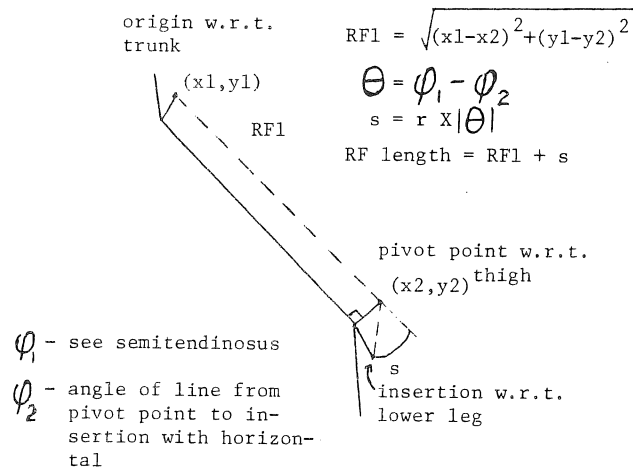 origin w.r.t.
trunk
(x1,y1)
RF1
RF1 = √(x1-x2)²+(y1-y2)²
θ = φ₁ - φ₂
s = r X |θ|
RF length = RF1 + s
pivot point w.r.t.
thigh
(x2,y2)
s
insertion w.r.t.
lower leg
φ₁ - see semitendinosus
φ₂ - angle of line from
pivot point to in-
sertion with horizon-
tal